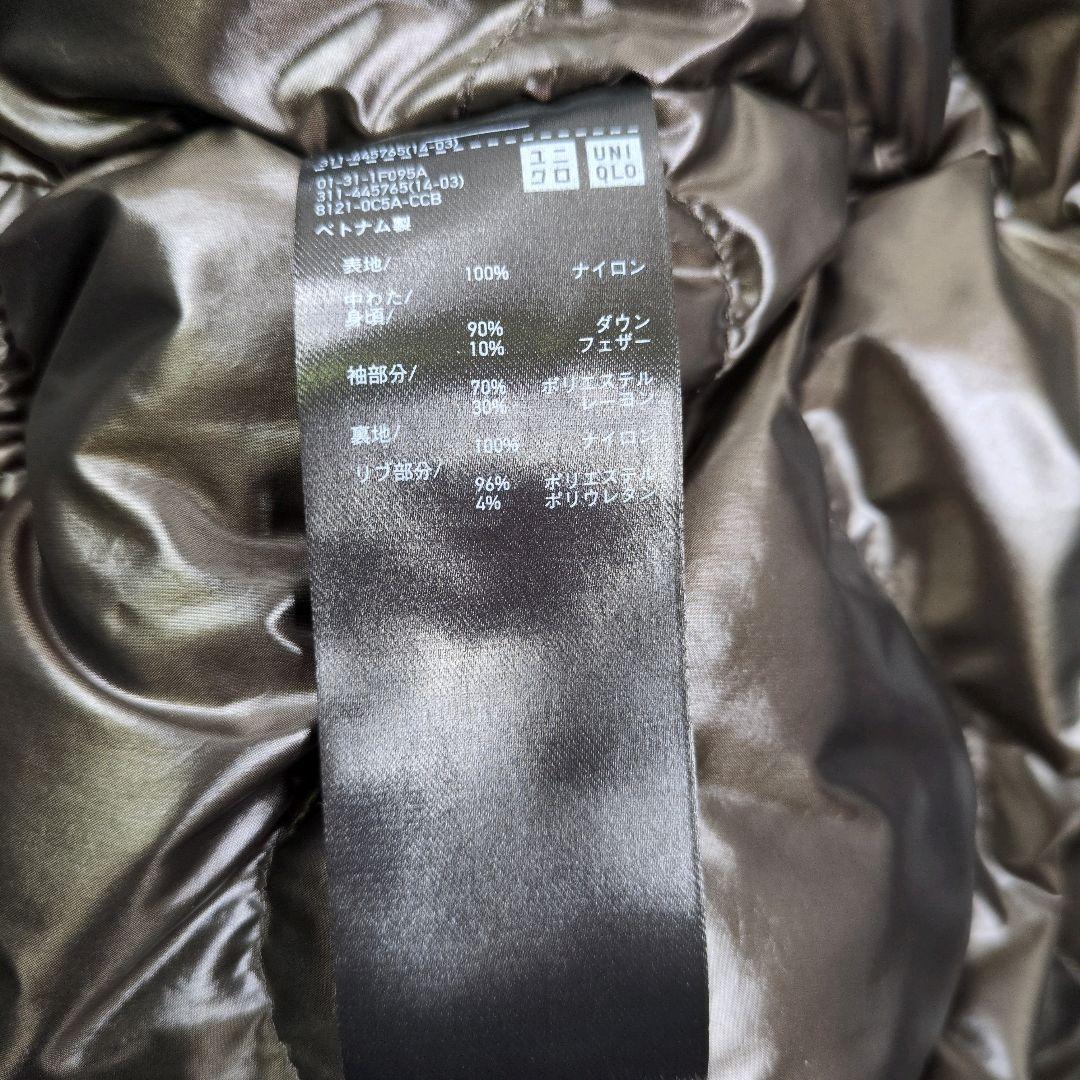 311-445765(14-03)
ユニ
クロ
UNI
QLO
01-31-1F095A
311-445765(14-03)
8121-0C5A-CCB
ベトナム製
表地/ 100% ナイロン
中わた/
身頃/ 90% ダウン
10% フェザー
袖部分/ 70% ポリエステル
30% レーヨン
裏地/ 100% ナイロン
リブ部分/ 96% ポリエステル
4% ポリウレタン